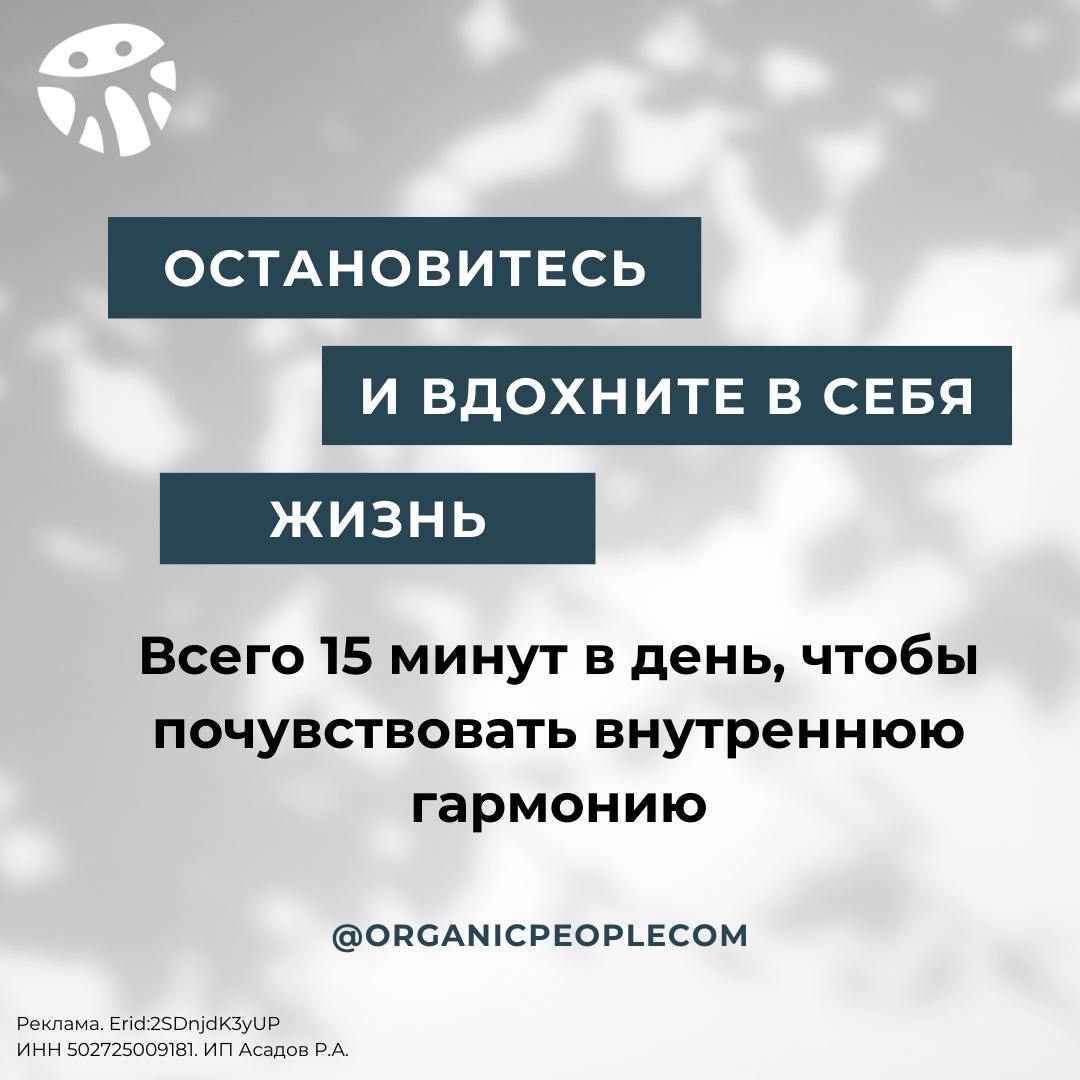 ОСТАНОВИТЕСЬ
И ВДОХНИТЕ В СЕБЯ
ЖИЗНЬ
Всего 15 минут в день, чтобы
почувствовать внутреннюю
гармонию
@ORGANICPEOPLECOM
Реклама. Erid:2SDnjdK3yUP
ИНН 502725009181. ИП Асадов Р.А.